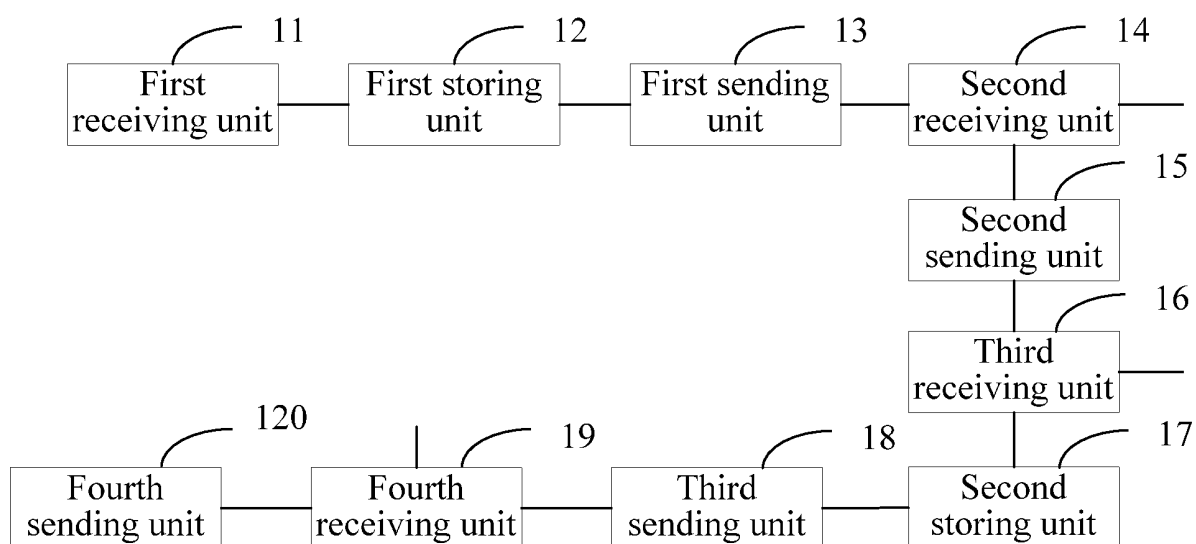 11
12
13
14
First
receiving unit
First storing
unit
First sending
unit
Second
receiving unit
15
Second
sending unit
16
Third
receiving unit
120
19
18
17
Fourth
sending unit
Fourth
receiving unit
Third
sending unit
Second
storing unit